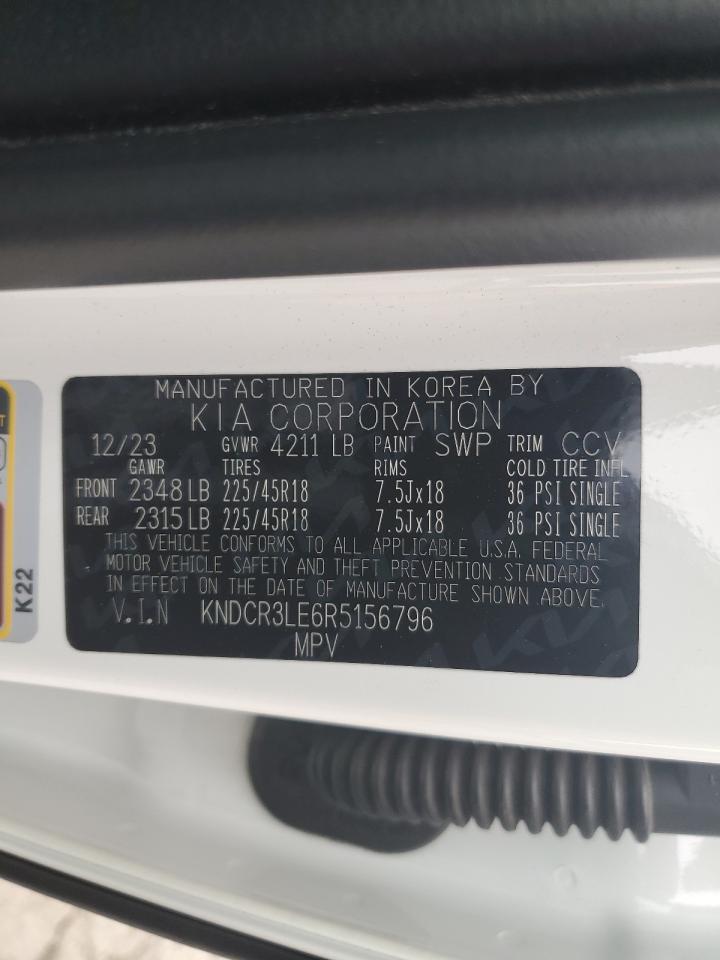 MANUFACTURED IN KOREA BY
KIA CORPORATION
12/23 GVWR 4211 LB PAINT SWP TRIM CCV
GAWR TIRES RIMS COLD TIRE INFL
FRONT 2348 LB 225/45R18 7.5Jx18 36 PSI SINGLE
REAR 2315 LB 225/45R18 7.5Jx18 36 PSI SINGLE
THIS VEHICLE CONFORMS TO ALL APPLICABLE U.S.A. FEDERAL
MOTOR VEHICLE SAFETY AND THEFT PREVENTION STANDARDS
IN EFFECT ON THE DATE OF MANUFACTURE SHOWN ABOVE.
V.I.N KNDCR3LE6R5156796
MPV
K22